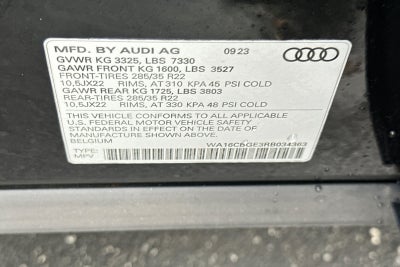 MFD. BY AUDI AG 09 23
GVWR KG 3325, LBS 7330
GAWR FRONT KG 1600, LBS 3527
FRONT-TIRES 285/35 R22
10,5JX22 RIMS, AT 310 KPA 45 PSI COLD
GAWR REAR KG 1725, LBS 3803
REAR-TIRES 285/35 R22
10,5JX22 RIMS, AT 330 KPA 48 PSI COLD
THIS VEHICLE CONFORMS TO ALL APPLICABLE
U.S. FEDERAL MOTOR VEHICLE SAFETY
STANDARDS IN EFFECT ON THE DATE OF
MANUFACTURE SHOWN ABOVE.
BELGIUM WA16CBGE3RB034363
TYPE:
MPV